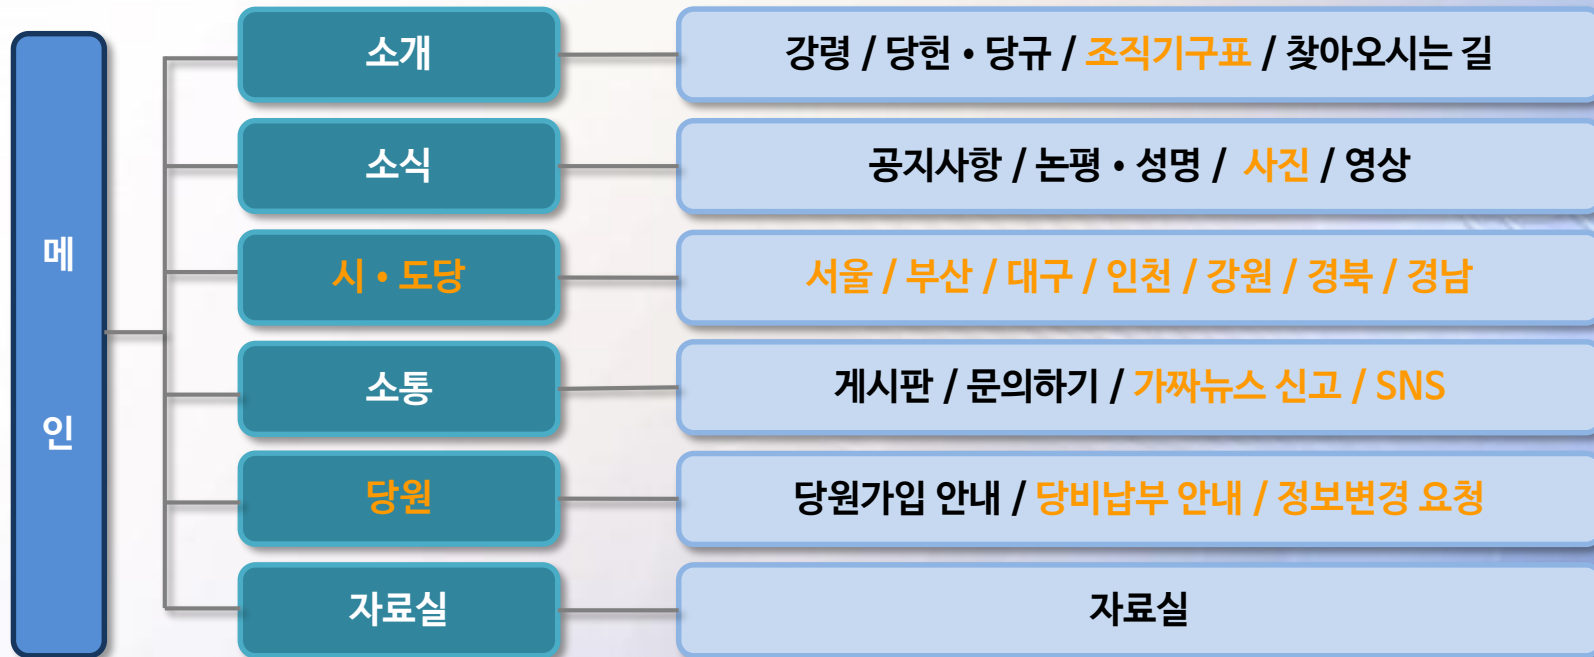 메
인
소개
강령 / 당헌 • 당규 / 조직기구표 / 찾아오시는 길
소식
공지사항 / 논평 • 성명 / 사진 / 영상
시 • 도당
서울 / 부산 / 대구 / 인천 / 강원 / 경북 / 경남
소통
게시판 / 문의하기 / 가짜뉴스 신고 / SNS
당원
당원가입 안내 / 당비납부 안내 / 정보변경 요청
자료실
자료실